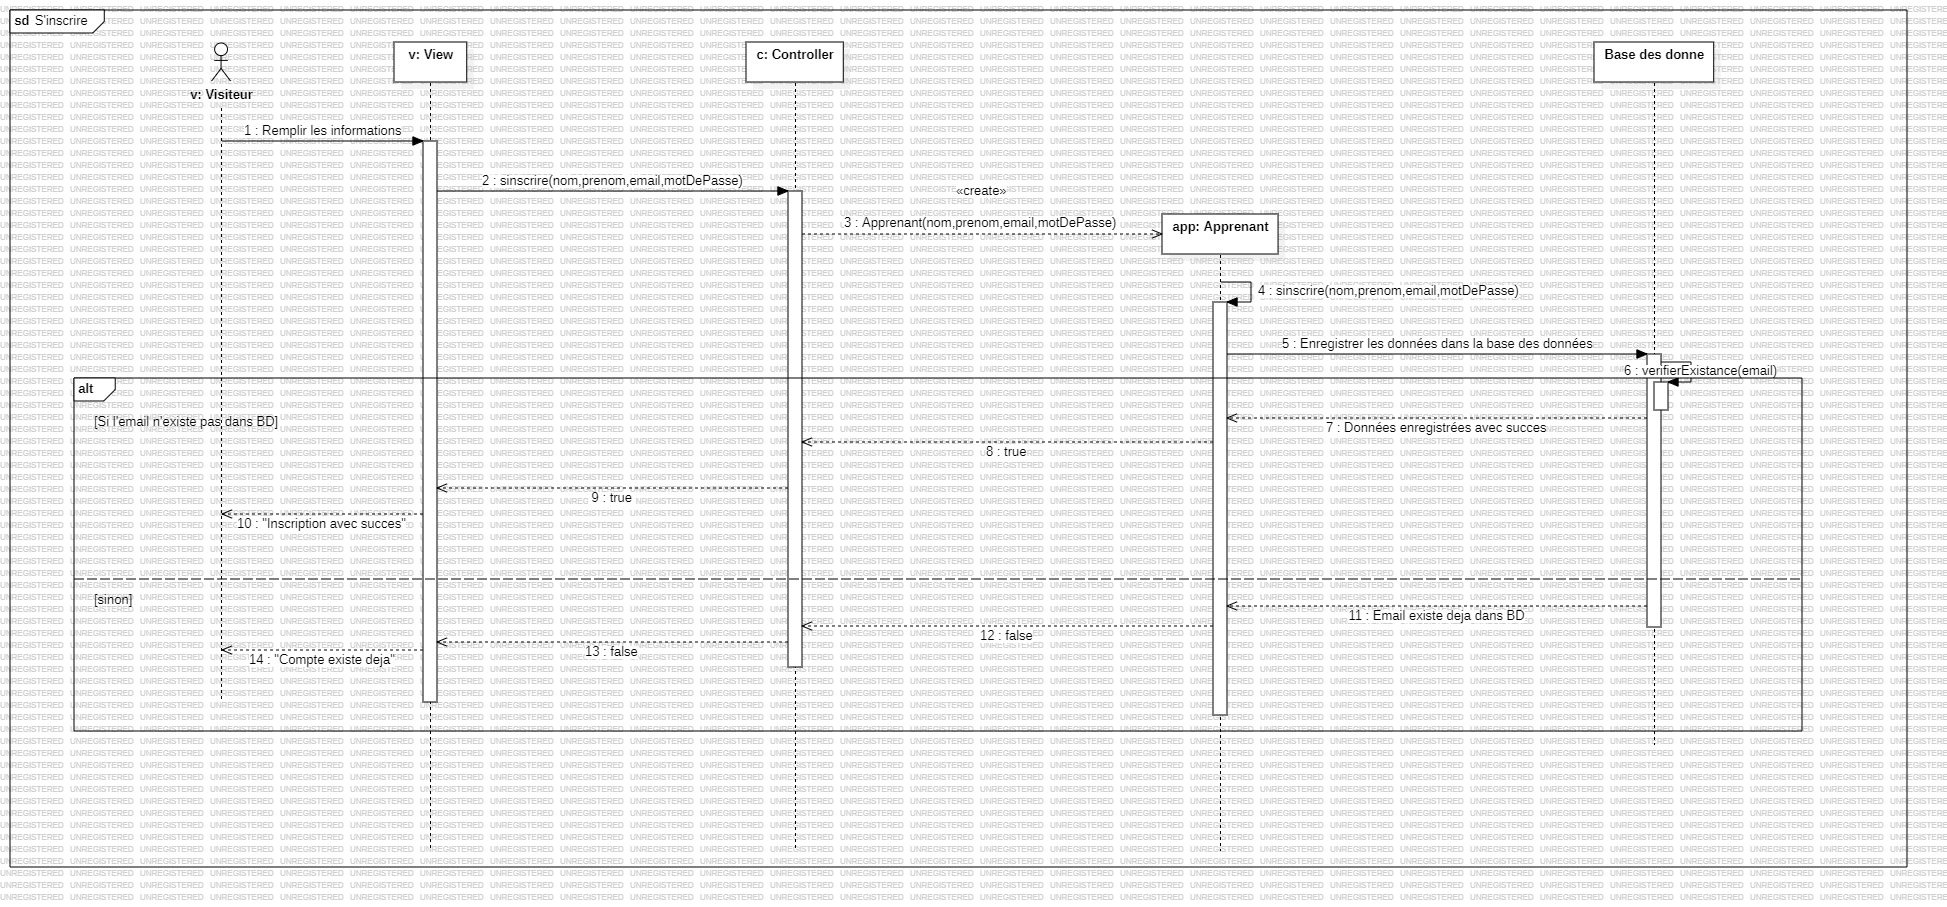 sd S'inscrire
v: Visiteur
v: View
c: Controller
Base des donne
1 : Remplir les informations
2 : sinscrire(nom,prenom,email,motDePasse)
«create»
3 : Apprenant(nom,prenom,email,motDePasse)
app: Apprenant
4 : sinscrire(nom,prenom,email,motDePasse)
5 : Enregistrer les données dans la base des données
6 : verifierExistance(email)
alt
[Si l'email n'existe pas dans BD]
7 : Données enregistrées avec succes
8 : true
9 : true
10 : "Inscription avec succes"
[sinon]
11 : Email existe deja dans BD
12 : false
13 : false
14 : "Compte existe deja"
UNREGISTERED